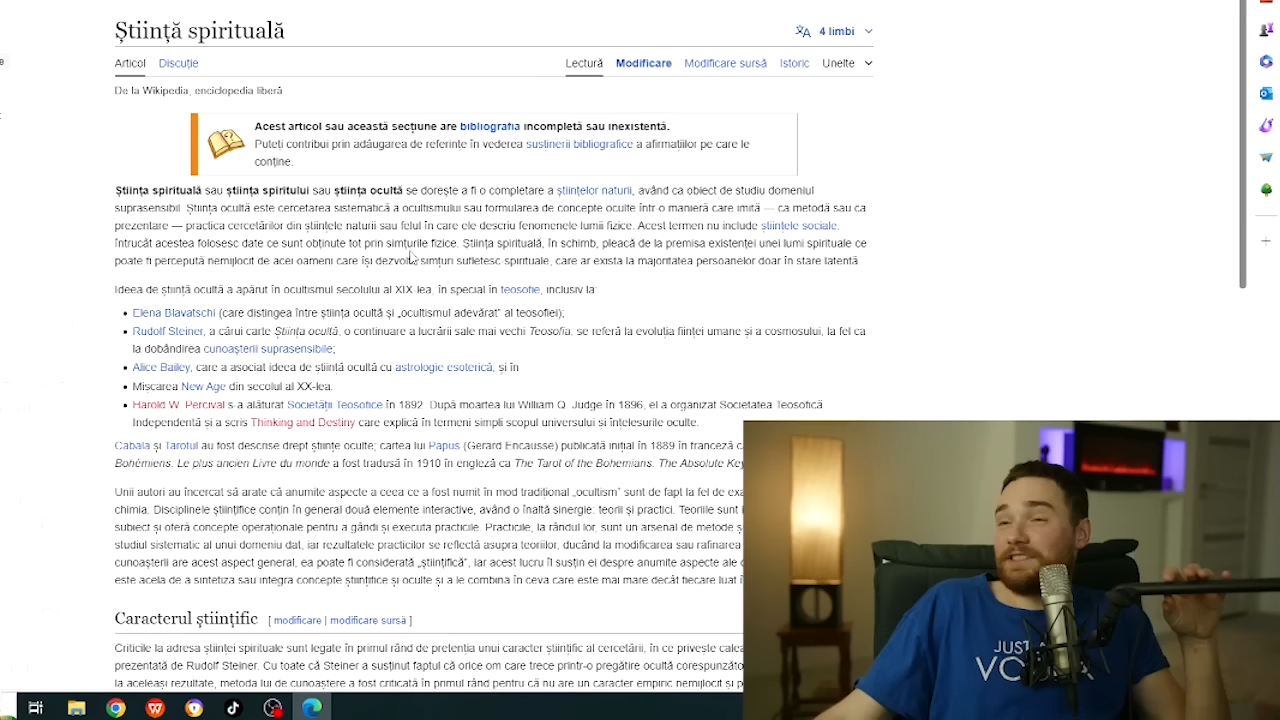 Știință spirituală
4 limbi
Articol Discuție Lectură Modificare Modificare sursă Istoric Unelte
De la Wikipedia, enciclopedia liberă
Acest articol sau această secțiune are bibliografia incompletă sau inexistentă.
Puteți contribui prin adăugarea de referințe în vederea susținerii bibliografice a afirmațiilor pe care le
conține.
Știința spirituală sau știința spiritului sau știința ocultă se dorește a fi o completare a științelor naturii, având ca obiect de studiu domeniul
suprasensibil. Știința ocultă este cercetarea sistematică a ocultismului sau formularea de concepte oculte într-o manieră care imită — ca metodă sau ca
prezentare — practica cercetărilor din științele naturii sau felul în care ele descriu fenomenele lumii fizice. Acest termen nu include științele sociale,
întrucât acestea folosesc date ce sunt obținute tot prin simțurile fizice. Știința spirituală, în schimb, pleacă de la premisa existenței unei lumi spirituale ce
poate fi percepută nemijlocit de acei oameni care își dezvoltă simțuri sufletesc spirituale, care ar exista la majoritatea persoanelor doar în stare latentă.
Ideea de știință ocultă a apărut în ocultismul secolului al XIX-lea, în special în teosofie, inclusiv la:
Elena Blavatschi (care distingea între știința ocultă și „ocultismul adevărat” al teosofiei);
Rudolf Steiner, a cărui carte Știința ocultă, o continuare a lucrării sale mai vechi Teosofia, se referă la evoluția ființei umane și a cosmosului, la fel ca
la dobândirea cunoașterii suprasensibile;
Alice Bailey, care a asociat ideea de știință ocultă cu astrologie esoterică, și în
Mișcarea New Age din secolul al XX-lea.
Harold W. Percival s-a alăturat Societății Teosofice în 1892. După moartea lui William Q. Judge în 1896, el a organizat Societatea Teosofică
Independentă și a scris Thinking and Destiny care explică în termeni simpli scopul universului și înțelesurile oculte.
Cabala și Tarotul au fost descrise drept științe oculte; cartea lui Papus (Gerard Encausse) publicată inițial în 1889 în franceză
Bohémiens. Le plus ancien Livre du monde a fost tradusă în 1910 în engleză ca The Tarot of the Bohemians. The Absolute Key
Unii autori au încercat să arate că anumite aspecte a ceea ce a fost numit în mod tradițional „ocultism” sunt de fapt la fel de
chimia. Disciplinele științifice conțin în general două elemente interactive, având o înaltă sinergie: teorii și practici. Teoriile sunt
subiect și oferă concepte operaționale pentru a gândi și executa practicile. Practicile, la rândul lor, sunt un arsenal de metode
studiul sistematic al unui domeniu dat, iar rezultatele practicilor se reflectă asupra teoriilor, ducând la modificarea sau rafinarea
cunoașterii are acest aspect general, ea poate fi considerată „științifică”, iar acest lucru îl susțin ei despre anumite aspecte ale
este acela de a sintetiza sau integra concepte științifice și oculte și a le combina în ceva care este mai mare decât fiecare luat
Caracterul științific [ modificare | modificare sursă ]
Criticile la adresa științei spirituale sunt legate în primul rând de pretenția unui caracter științific al cercetării, în ce privește
prezentată de Rudolf Steiner. Cu toate că Steiner a susținut faptul că orice om care trece printr-o pregătire ocultă
la aceleași rezultate, metoda lui de cunoaștere a fost criticată în primul rând pentru că nu are un caracter empiric nemijlocit și
JUST A